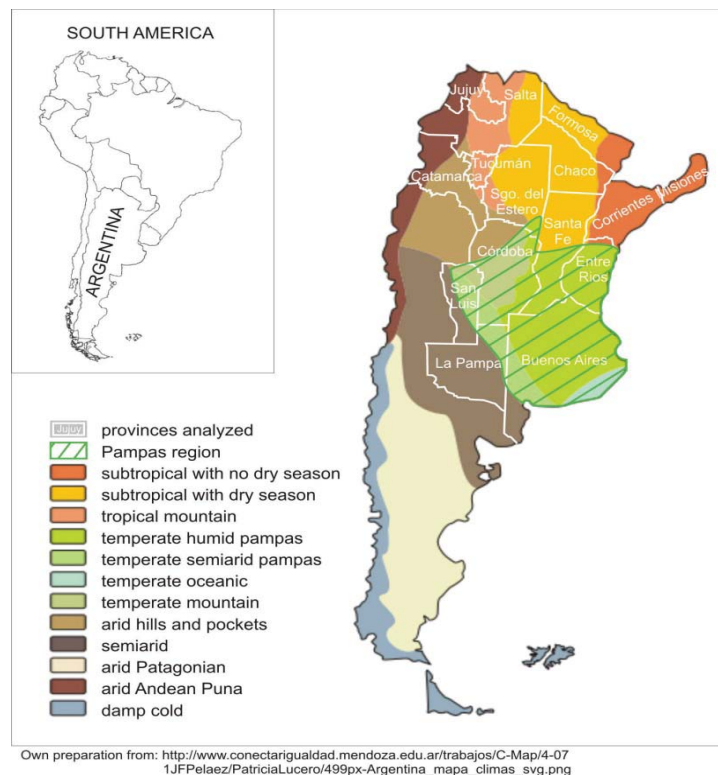 SOUTH AMERICA
ARGENTINA
Jujuy
Salta
Formosa
Tucumán
Chaco
Catamarca
Sgo. del
Estero
Corrientes
Misiones
Santa
Fe
Córdoba
Entre
Rios
San
Luis
La Pampa
Buenos Aires
Jujuy
provinces analyzed
Pampas region
subtropical with no dry season
subtropical with dry season
tropical mountain
temperate humid pampas
temperate semiarid pampas
temperate oceanic
temperate mountain
arid hills and pockets
semiarid
arid Patagonian
arid Andean Puna
damp cold
Own preparation from: http://www.conectarigualdad.mendoza.edu.ar/trabajos/C-Map/4-07
1JFPelaez/PatriciaLucero/499px-Argentina_mapa_climas_svg.png